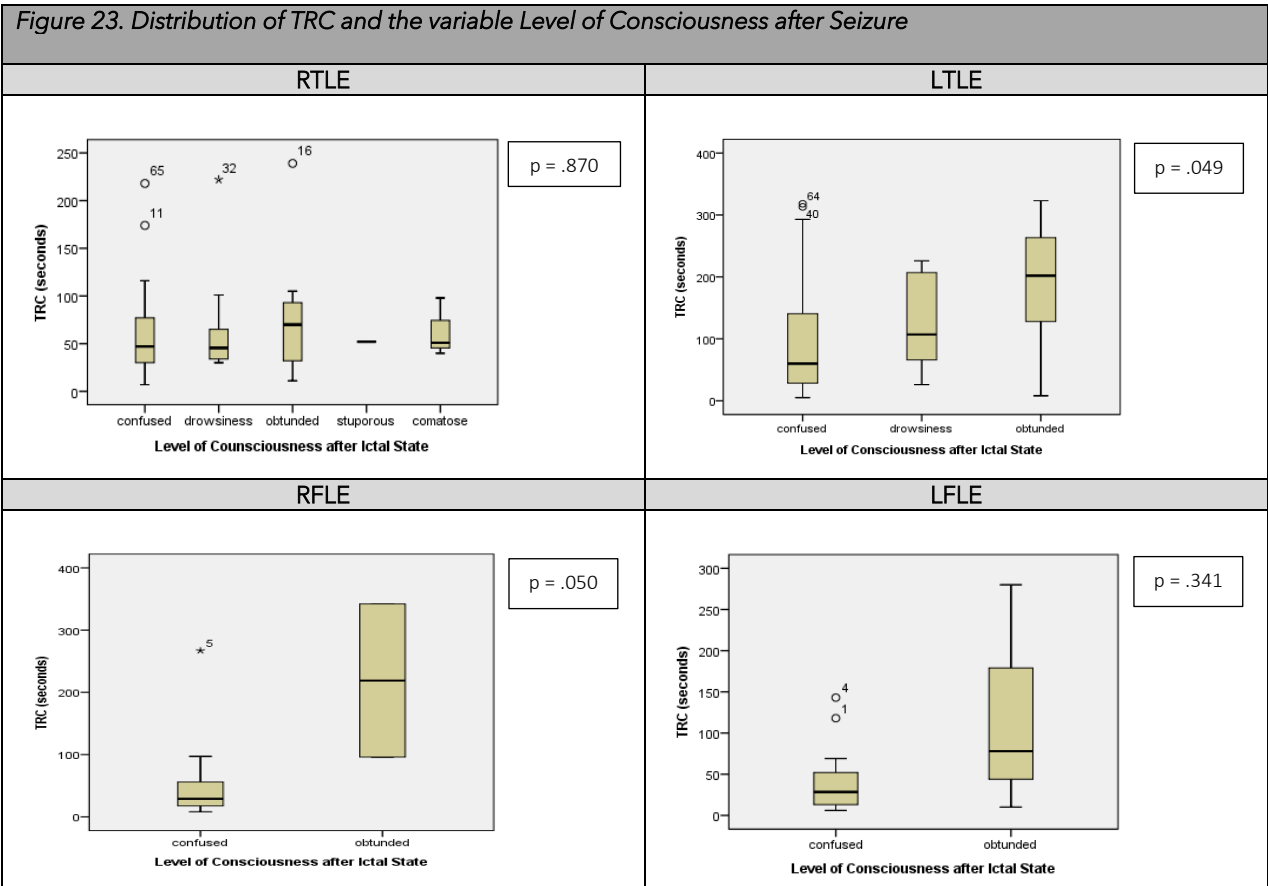 Figure 23. Distribution of TRC and the variable Level of Consciousness after Seizure
RTLE
LTLE
TRC (seconds)
250
200
150
100
50
0
65
11
32
16
confused drowsiness obtunded stuporous comatose
Level of Counsciousness after Ictal State
p = .870
TRC (seconds)
400
300
200
100
0
64
40
confused drowsiness obtunded
Level of Consciousness after Ictal State
p = .049
RFLE
LFLE
TRC (seconds)
400
300
200
100
0
5
confused obtunded
Level of Consciousness after Ictal State
p = .050
TRC (seconds)
300
250
200
150
100
50
0
4
1
confused obtunded
Level of Consciousness after Ictal State
p = .341